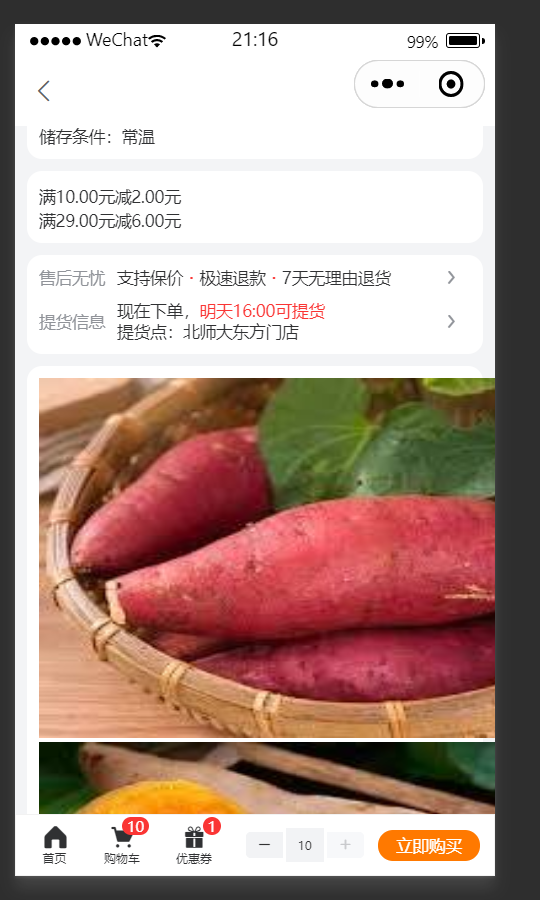 WeChat
21:16
99%
储存条件：常温
满10.00元减2.00元
满29.00元减6.00元
售后无忧 支持保价 · 极速退款 · 7天无理由退货
提货信息 现在下单，明天16:00可提货
提货点：北师大东方门店
10
1
首页
购物车
优惠券
10
立即购买